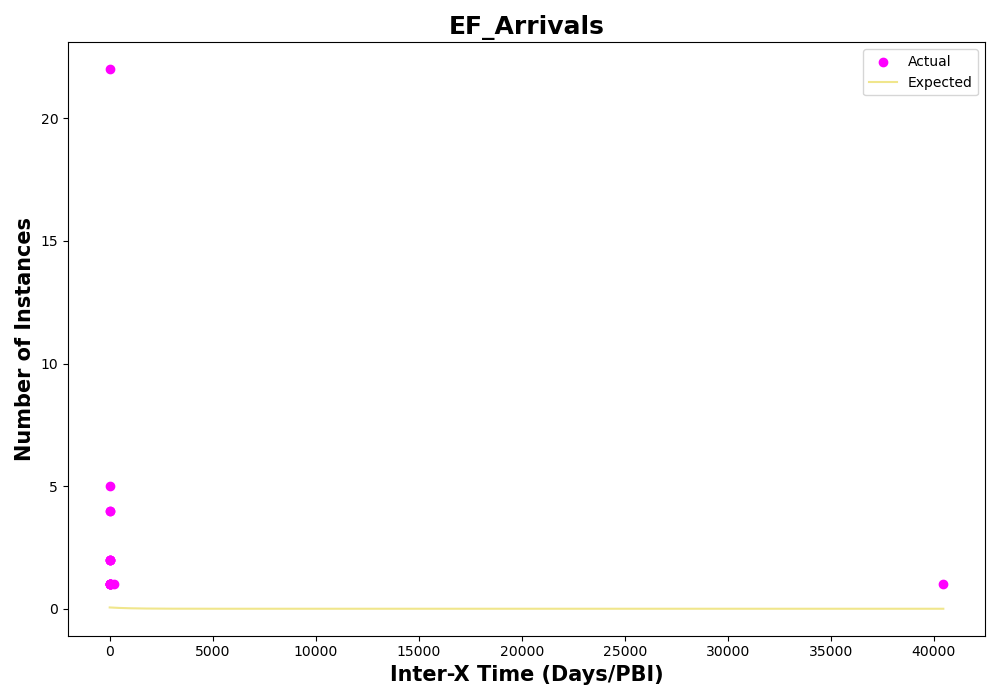 EF_Arrivals
Actual
Expected
Number of Instances
20
15
10
5
0
0 5000 10000 15000 20000 25000 30000 35000 40000
Inter-X Time (Days/PBI)